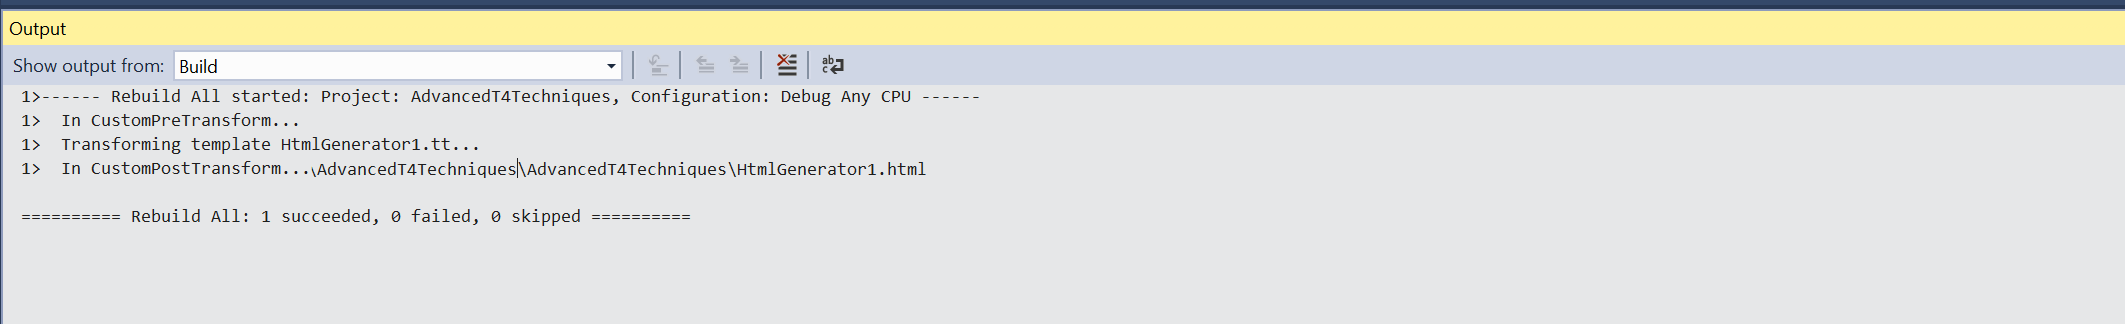 Output
Show output from: Build
1>------ Rebuild All started: Project: AdvancedT4Techniques, Configuration: Debug Any CPU ------
1>  In CustomPreTransform...
1>  Transforming template HtmlGenerator1.tt...
1>  In CustomPostTransform...\AdvancedT4Techniques\AdvancedT4Techniques\HtmlGenerator1.html
========== Rebuild All: 1 succeeded, 0 failed, 0 skipped ==========